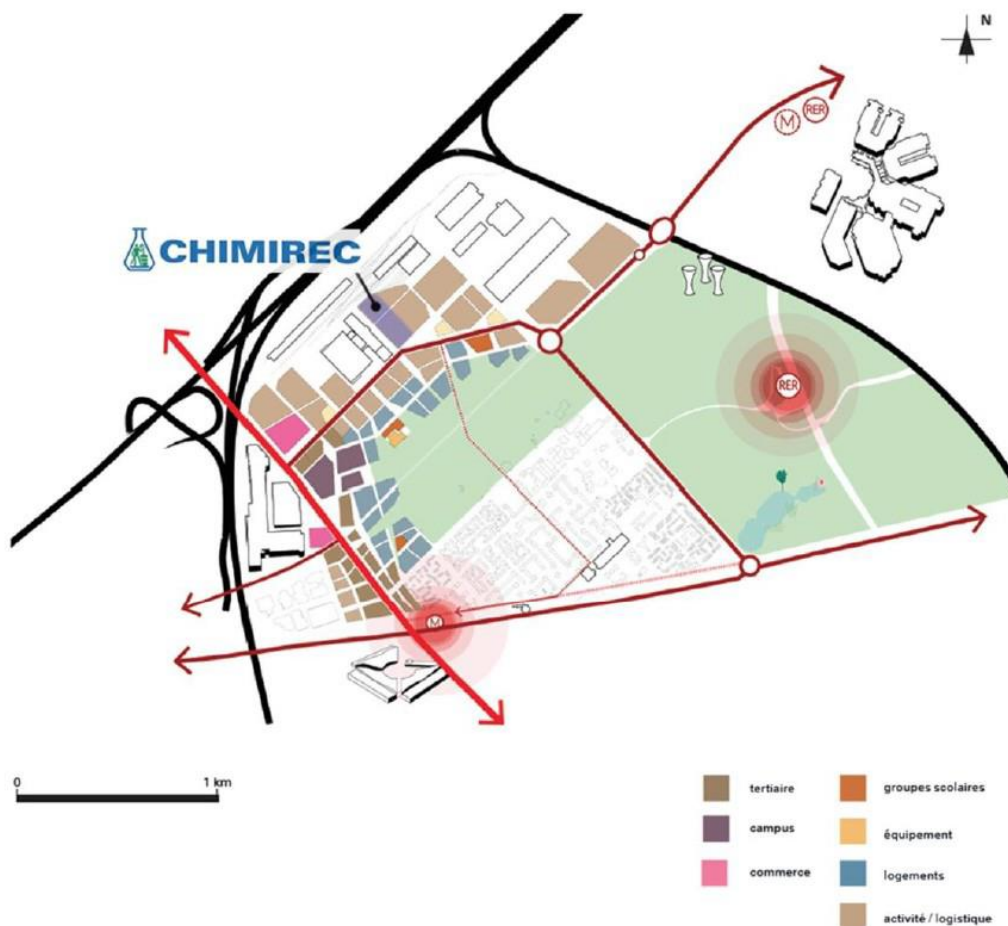 N
M
RER
CHIMIREC
RER
M
0 1 km
tertiaire
groupes scolaires
campus
équipement
commerce
logements
activité / logistique